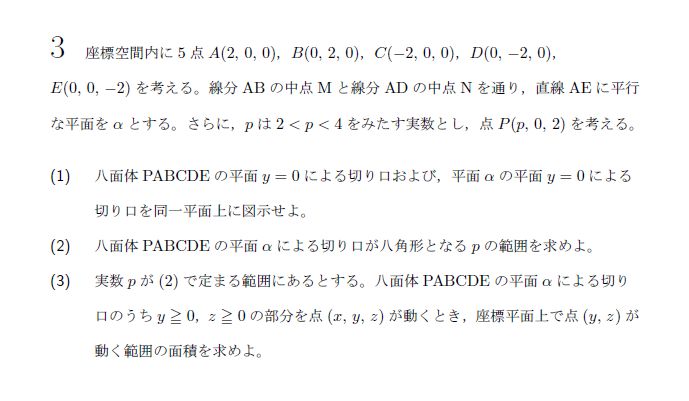 3 座標空間内に 5 点 A(2, 0, 0), B(0, 2, 0), C(−2, 0, 0), D(0, −2, 0),
E(0, 0, −2) を考える。線分 AB の中点 M と線分 AD の中点 N を通り，直線 AE に平行
な平面を α とする。さらに，p は 2 < p < 4 をみたす実数とし，点 P(p, 0, 2) を考える。
(1) 八面体 PABCDE の平面 y = 0 による切り口および，平面 α の平面 y = 0 による
切り口を同一平面上に図示せよ。
(2) 八面体 PABCDE の平面 α による切り口が八角形となる p の範囲を求めよ。
(3) 実数 p が (2) で定まる範囲にあるとする。八面体 PABCDE の平面 α による切り
口のうち y ≧ 0, z ≧ 0 の部分を点 (x, y, z) が動くとき，座標平面上で点 (y, z) が
動く範囲の面積を求めよ。